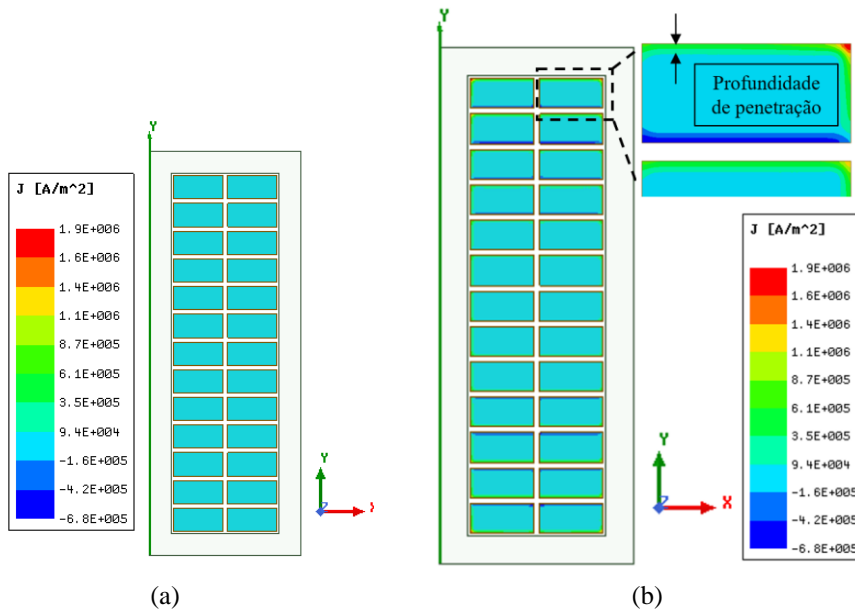 Y
J [A/m^2]
1.9E+006
1.6E+006
1.4E+006
1.1E+006
8.7E+005
6.1E+005
3.5E+005
9.4E+004
-1.6E+005
-4.2E+005
-6.8E+005
Y
Z
(a)
Y
Profundidade
de penetração
J [A/m^2]
1.9E+006
1.6E+006
1.4E+006
1.1E+006
8.7E+005
6.1E+005
3.5E+005
9.4E+004
-1.6E+005
-4.2E+005
-6.8E+005
Y
Z
X
(b)